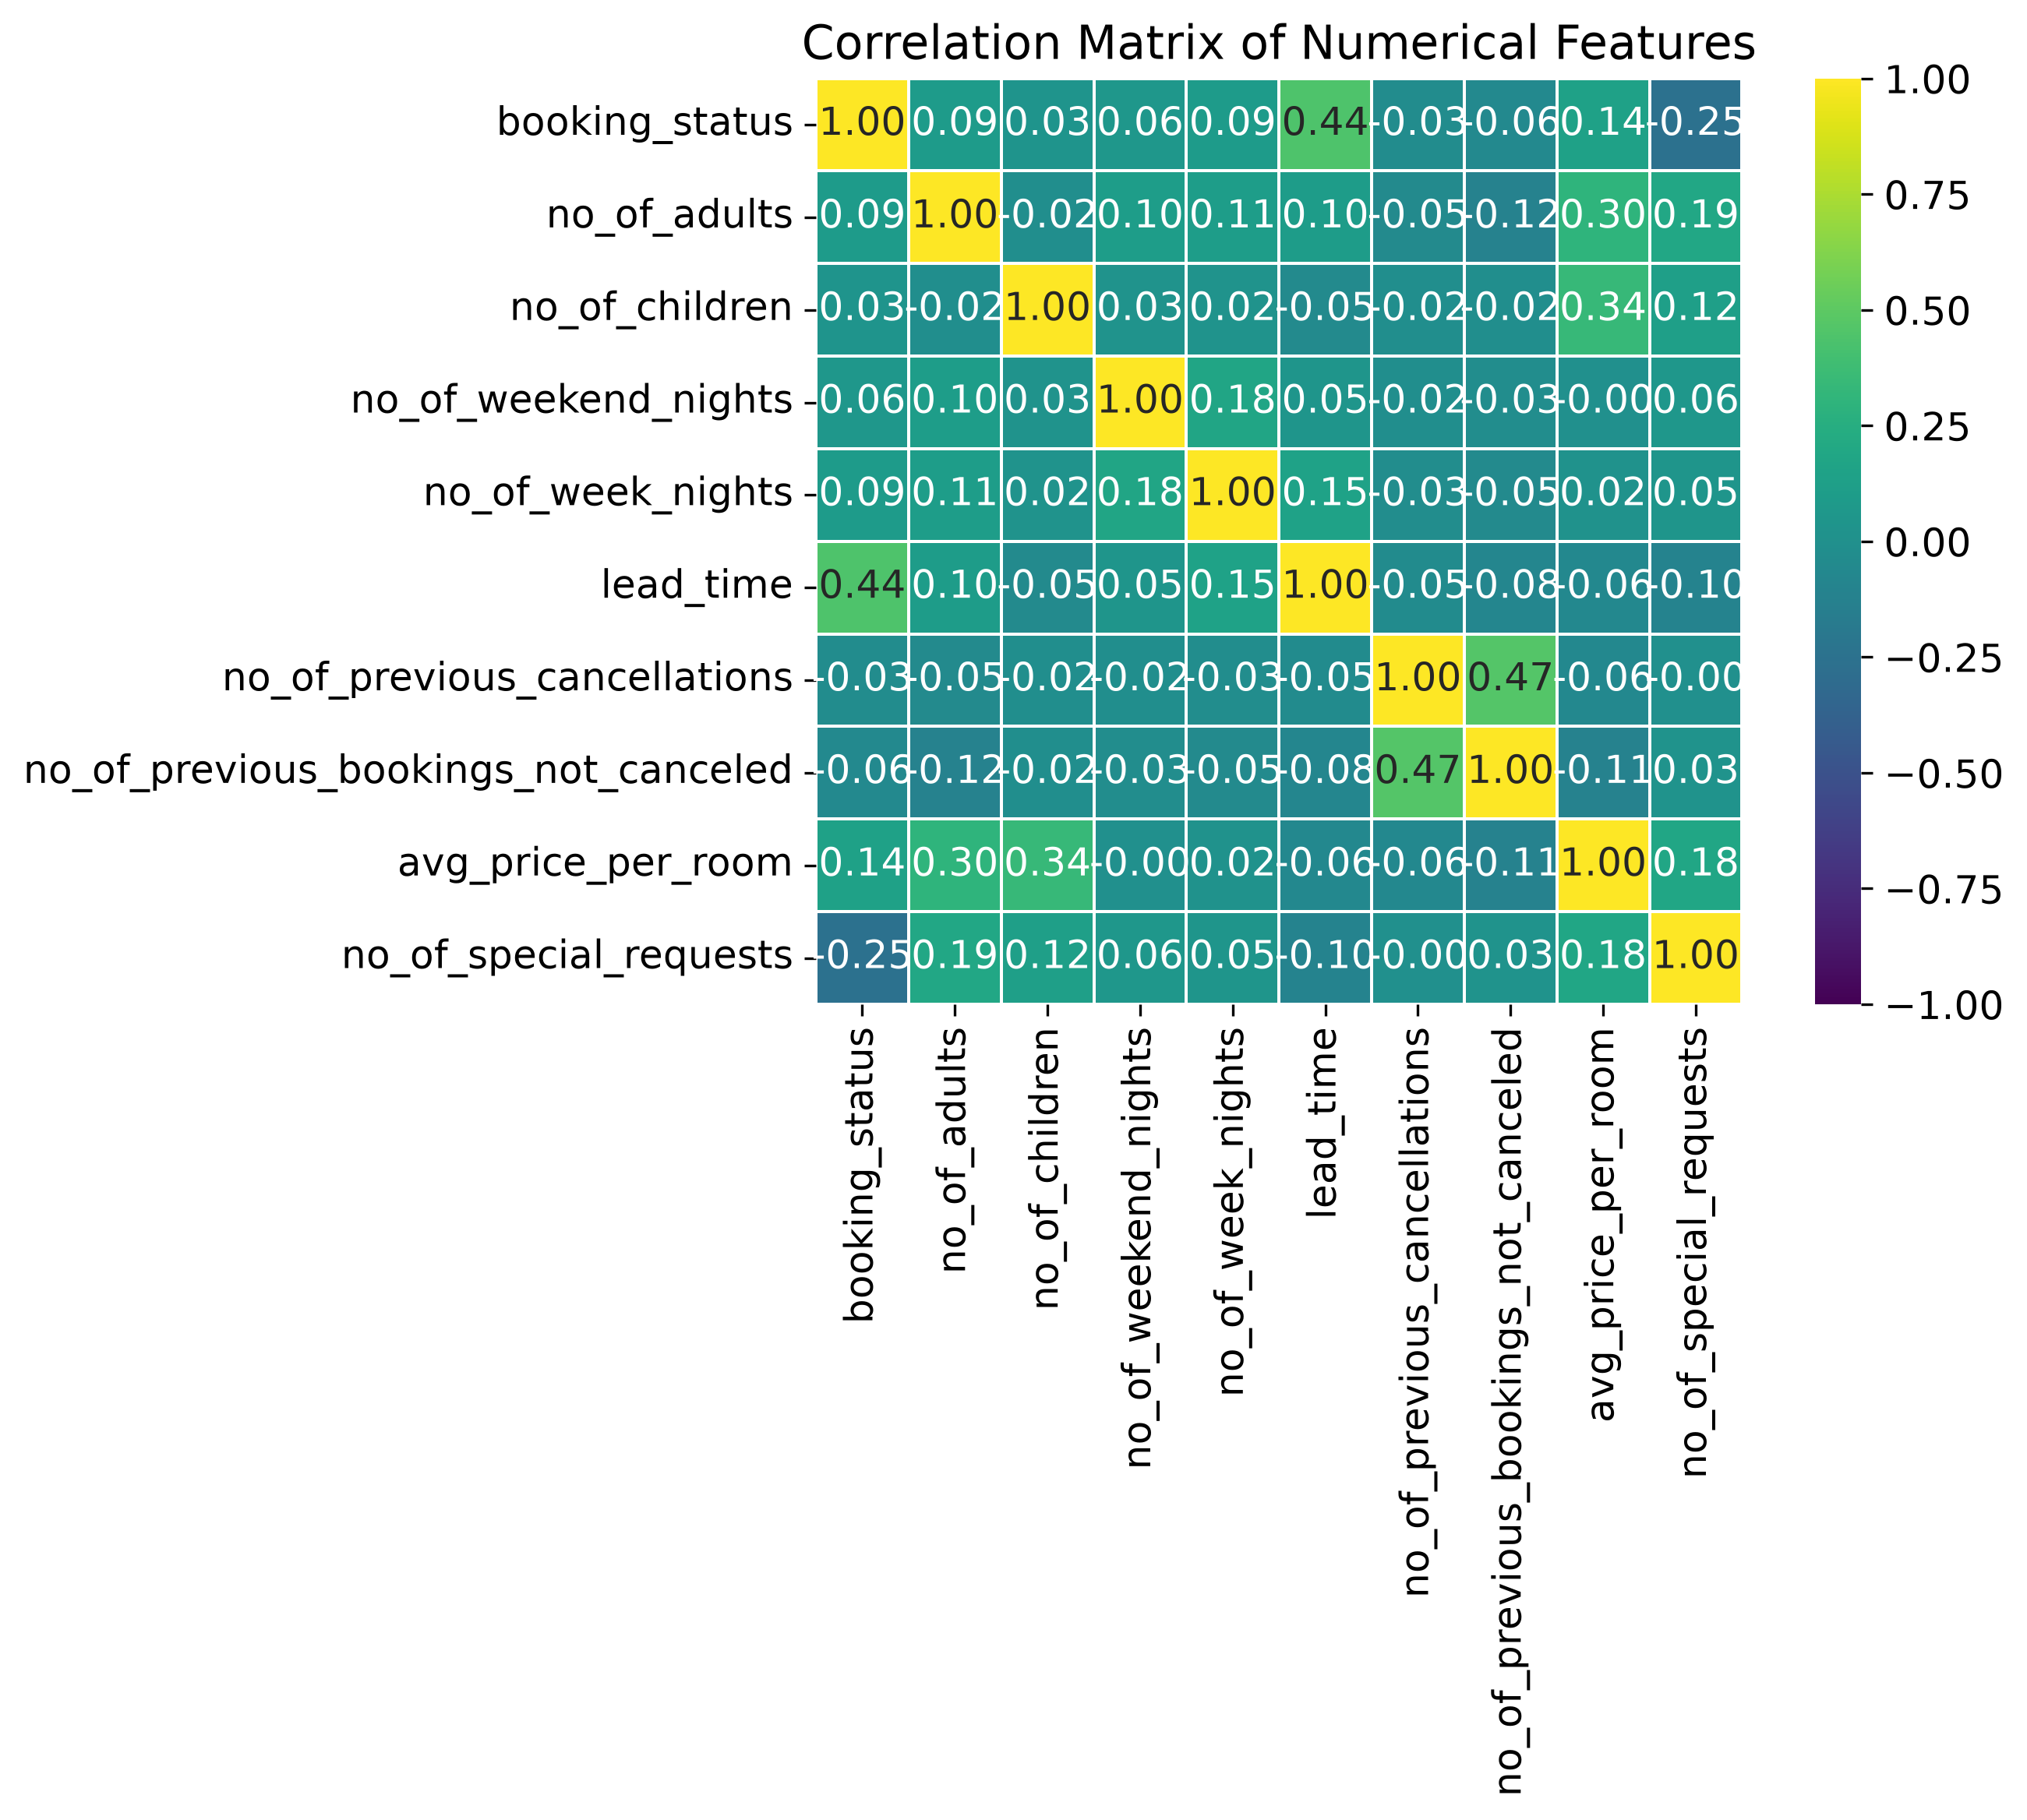 Correlation Matrix of Numerical Features
booking_status 1.00 0.09 0.03 0.06 0.09 0.44 -0.03 -0.06 0.14 -0.25
no_of_adults 0.09 1.00 -0.02 0.10 0.11 0.10 -0.05 -0.12 0.30 0.19
no_of_children 0.03 -0.02 1.00 0.03 0.02 -0.05 -0.02 -0.02 0.34 0.12
no_of_weekend_nights 0.06 0.10 0.03 1.00 0.18 0.05 -0.02 -0.03 -0.00 0.06
no_of_week_nights 0.09 0.11 0.02 0.18 1.00 0.15 -0.03 -0.05 0.02 0.05
lead_time 0.44 0.10 -0.05 0.05 0.15 1.00 -0.05 -0.08 -0.06 -0.10
no_of_previous_cancellations -0.03 -0.05 -0.02 -0.02 -0.03 -0.05 1.00 0.47 -0.06 -0.00
no_of_previous_bookings_not_canceled -0.06 -0.12 -0.02 -0.03 -0.05 -0.08 0.47 1.00 -0.11 0.03
avg_price_per_room 0.14 0.30 0.34 -0.00 0.02 -0.06 -0.06 -0.11 1.00 0.18
no_of_special_requests -0.25 0.19 0.12 0.06 0.05 -0.10 -0.00 0.03 0.18 1.00
booking_status
no_of_adults
no_of_children
no_of_weekend_nights
no_of_week_nights
lead_time
no_of_previous_cancellations
no_of_previous_bookings_not_canceled
avg_price_per_room
no_of_special_requests
1.00
0.75
0.50
0.25
0.00
−0.25
−0.50
−0.75
−1.00